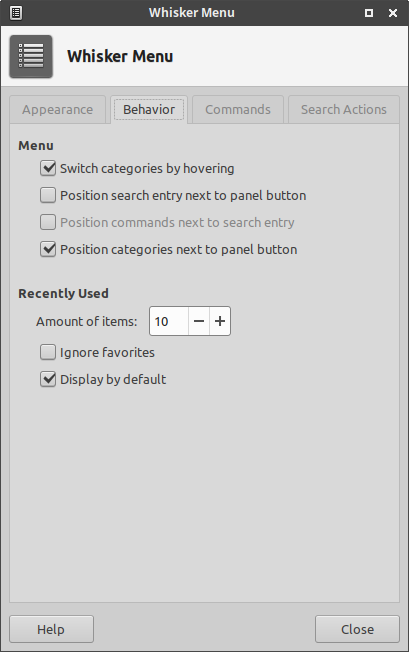 Whisker Menu
Whisker Menu
Appearance Behavior Commands Search Actions
Menu
Switch categories by hovering
Position search entry next to panel button
Position commands next to search entry
Position categories next to panel button
Recently Used
Amount of items: 10
Ignore favorites
Display by default
Help Close